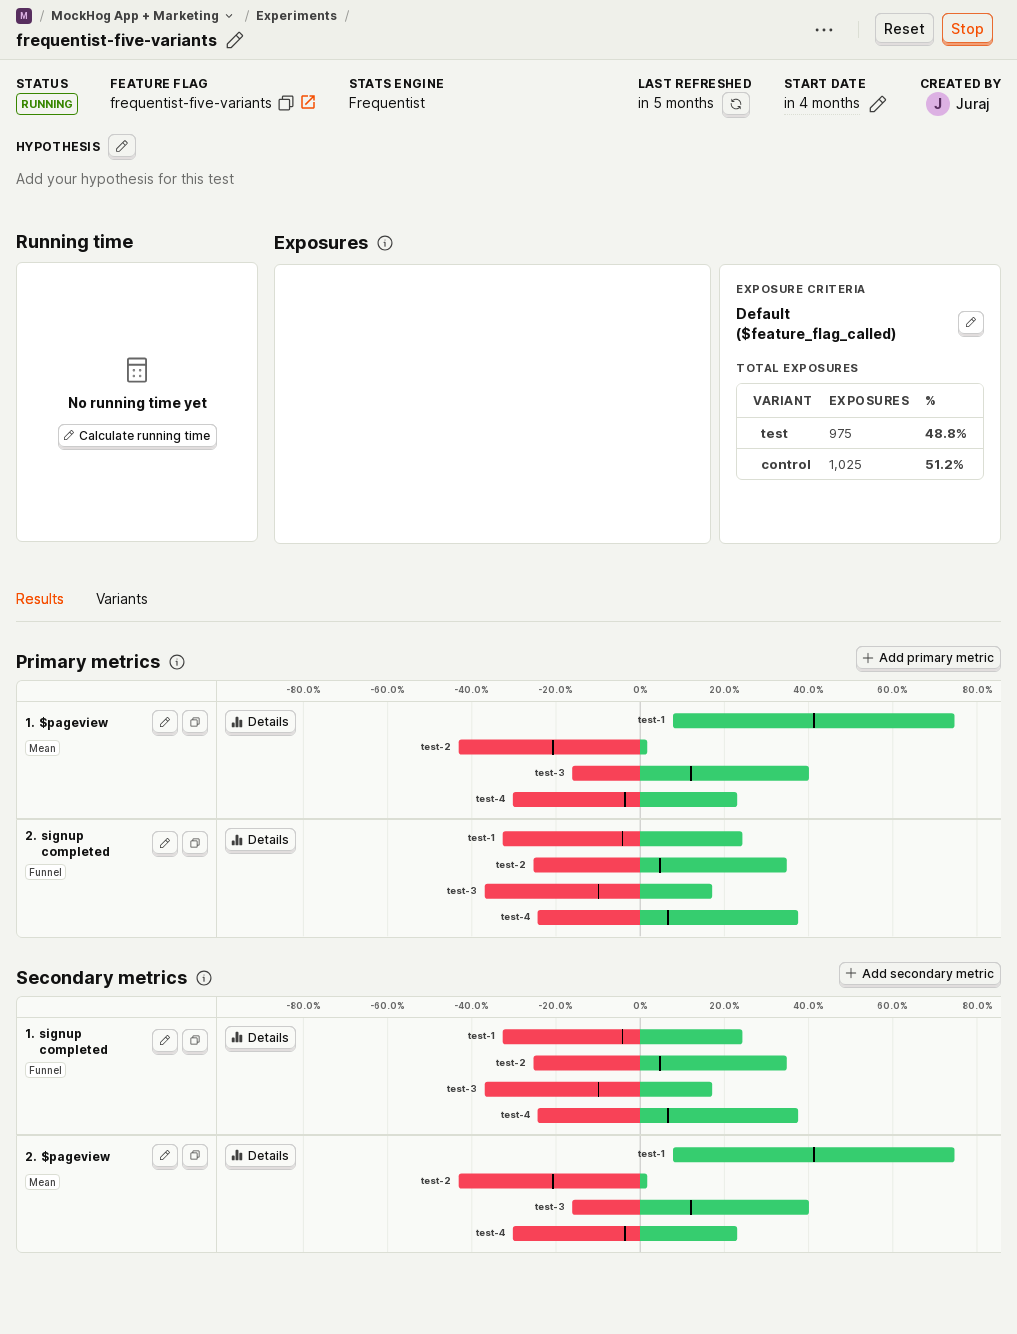 M / MockHog App + Marketing / Experiments /
frequentist-five-variants
Reset
Stop
STATUS
RUNNING
FEATURE FLAG
frequentist-five-variants
STATS ENGINE
Frequentist
LAST REFRESHED
in 5 months
START DATE
in 4 months
CREATED BY
J Juraj
HYPOTHESIS
Add your hypothesis for this test
Running time
No running time yet
Calculate running time
Exposures
EXPOSURE CRITERIA
Default
($feature_flag_called)
TOTAL EXPOSURES
VARIANT EXPOSURES %
test 975 48.8%
control 1,025 51.2%
Results Variants
Primary metrics
Add primary metric
-80.0% -60.0% -40.0% -20.0% 0% 20.0% 40.0% 60.0% 80.0%
1. $pageview
Mean
Details
test-1
test-2
test-3
test-4
2. signup
completed
Funnel
Details
test-1
test-2
test-3
test-4
Secondary metrics
Add secondary metric
-80.0% -60.0% -40.0% -20.0% 0% 20.0% 40.0% 60.0% 80.0%
1. signup
completed
Funnel
Details
test-1
test-2
test-3
test-4
2. $pageview
Mean
Details
test-1
test-2
test-3
test-4